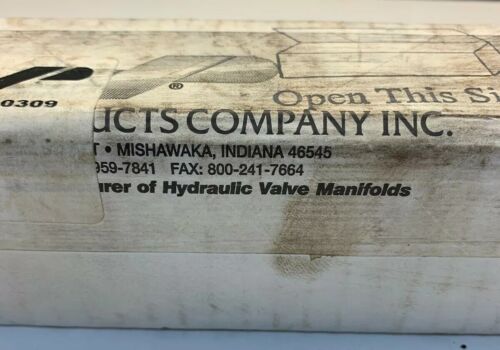 P
®
Open This Si
0309
UCTS COMPANY INC.
T • MISHAWAKA, INDIANA 46545
959-7841 FAX: 800-241-7664
urer of Hydraulic Valve Manifolds